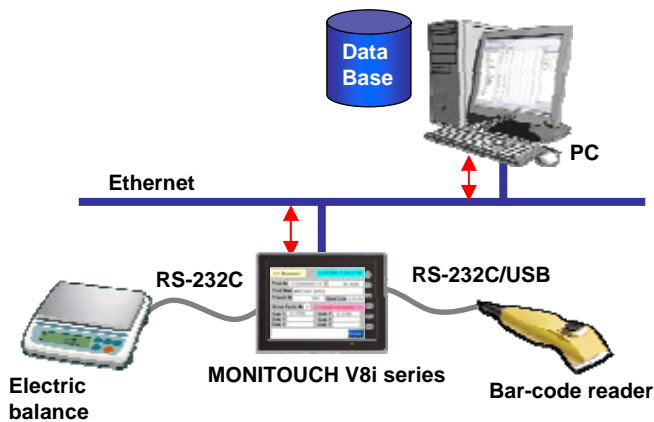 Data
Base
PC
Ethernet
RS-232C
RS-232C/USB
MONITOUCH V8i series
Electric
balance
Bar-code reader